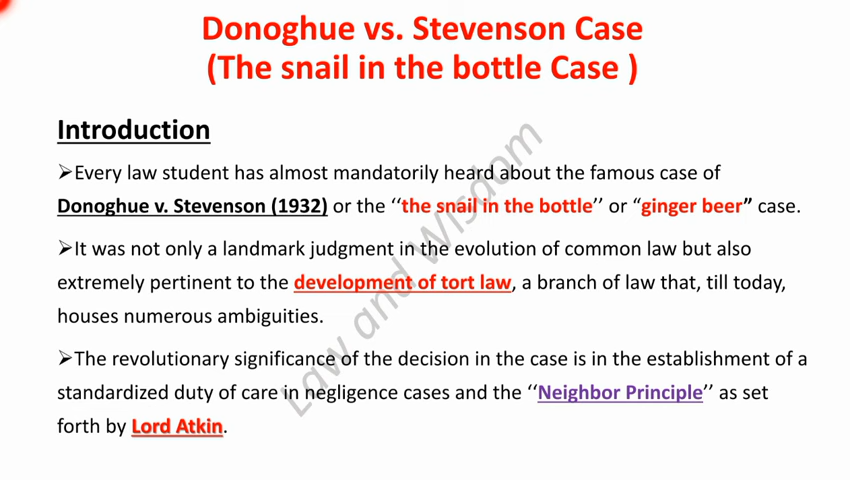 Donoghue vs. Stevenson Case
(The snail in the bottle Case )
Introduction
➢Every law student has almost mandatorily heard about the famous case of
Donoghue v. Stevenson (1932) or the ‘‘the snail in the bottle’’ or “ginger beer” case.
➢It was not only a landmark judgment in the evolution of common law but also
extremely pertinent to the development of tort law, a branch of law that, till today,
houses numerous ambiguities.
➢The revolutionary significance of the decision in the case is in the establishment of a
standardized duty of care in negligence cases and the ‘‘Neighbor Principle’’ as set
forth by Lord Atkin.
Law and Wisdom